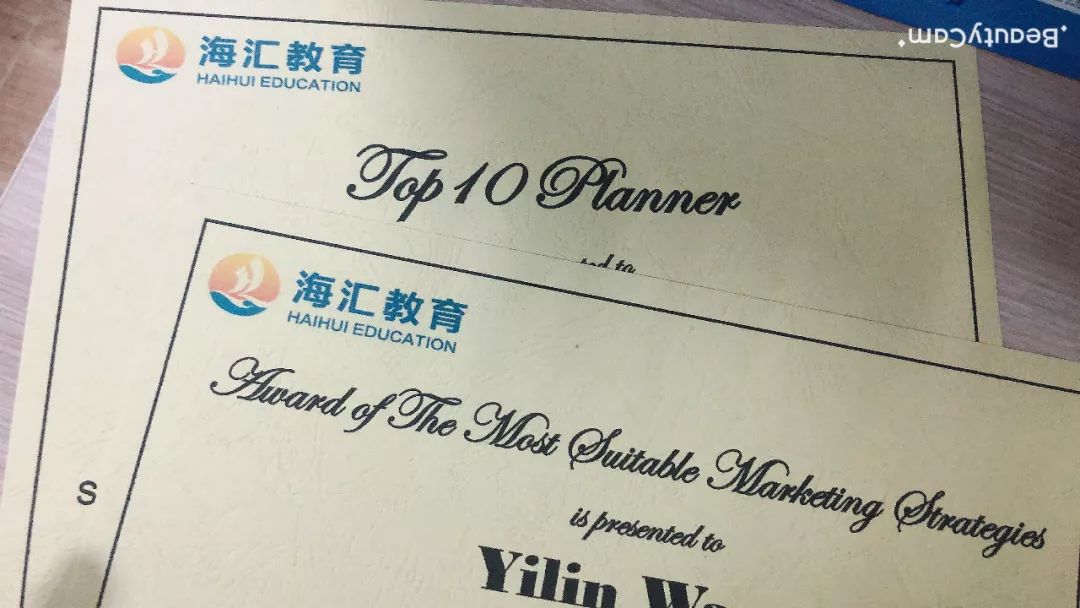 .BeautyCam.
海汇教育
HAIHUI EDUCATION
Top 10 Planner
to
海汇教育
HAIHUI EDUCATION
Award of The Most Suitable Marketing Strategies
is presented to
Yilin
S